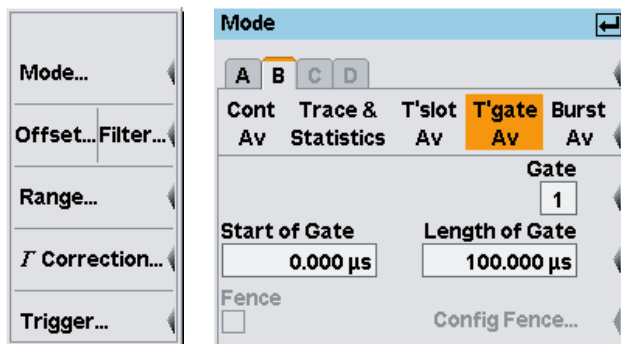 Mode...
Offset... Filter...
Range...
Γ Correction...
Trigger...
Mode
A B C D
Cont Trace & T'slot T'gate Burst
Av Statistics Av Av Av
Gate
1
Start of Gate Length of Gate
0.000 µs 100.000 µs
Fence
Config Fence...